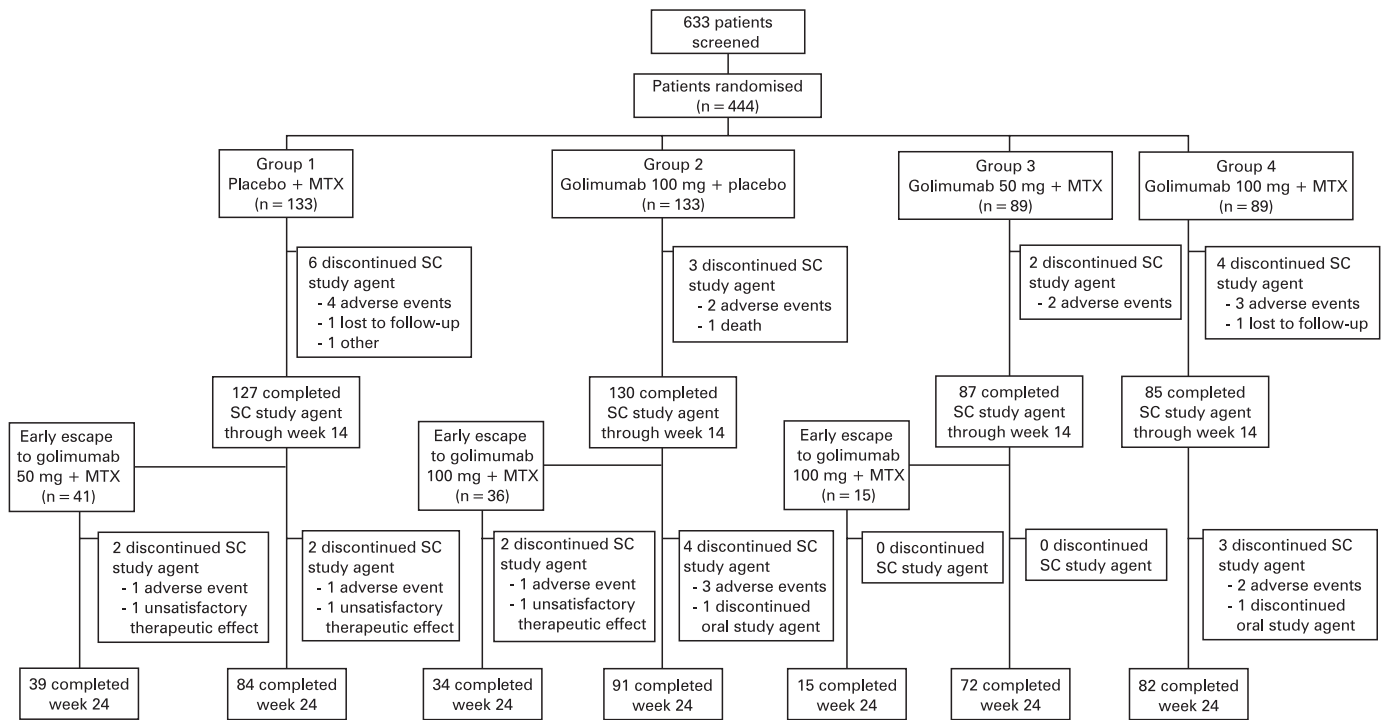 633 patients
screened
Patients randomised
(n = 444)
Group 1
Placebo + MTX
(n = 133)
Group 2
Golimumab 100 mg + placebo
(n = 133)
Group 3
Golimumab 50 mg + MTX
(n = 89)
Group 4
Golimumab 100 mg + MTX
(n = 89)
6 discontinued SC
study agent
- 4 adverse events
- 1 lost to follow-up
- 1 other
3 discontinued SC
study agent
- 2 adverse events
- 1 death
2 discontinued SC
study agent
- 2 adverse events
4 discontinued SC
study agent
- 3 adverse events
- 1 lost to follow-up
127 completed
SC study agent
through week 14
130 completed
SC study agent
through week 14
87 completed
SC study agent
through week 14
85 completed
SC study agent
through week 14
Early escape
to golimumab
50 mg + MTX
(n = 41)
Early escape
to golimumab
100 mg + MTX
(n = 36)
Early escape
to golimumab
100 mg + MTX
(n = 15)
2 discontinued SC
study agent
- 1 adverse event
- 1 unsatisfactory
therapeutic effect
2 discontinued SC
study agent
- 1 adverse event
- 1 unsatisfactory
therapeutic effect
2 discontinued SC
study agent
- 1 adverse event
- 1 unsatisfactory
therapeutic effect
4 discontinued SC
study agent
- 3 adverse events
- 1 discontinued
oral study agent
0 discontinued
SC study agent
0 discontinued
SC study agent
3 discontinued SC
study agent
- 2 adverse events
- 1 discontinued
oral study agent
39 completed
week 24
84 completed
week 24
34 completed
week 24
91 completed
week 24
15 completed
week 24
72 completed
week 24
82 completed
week 24